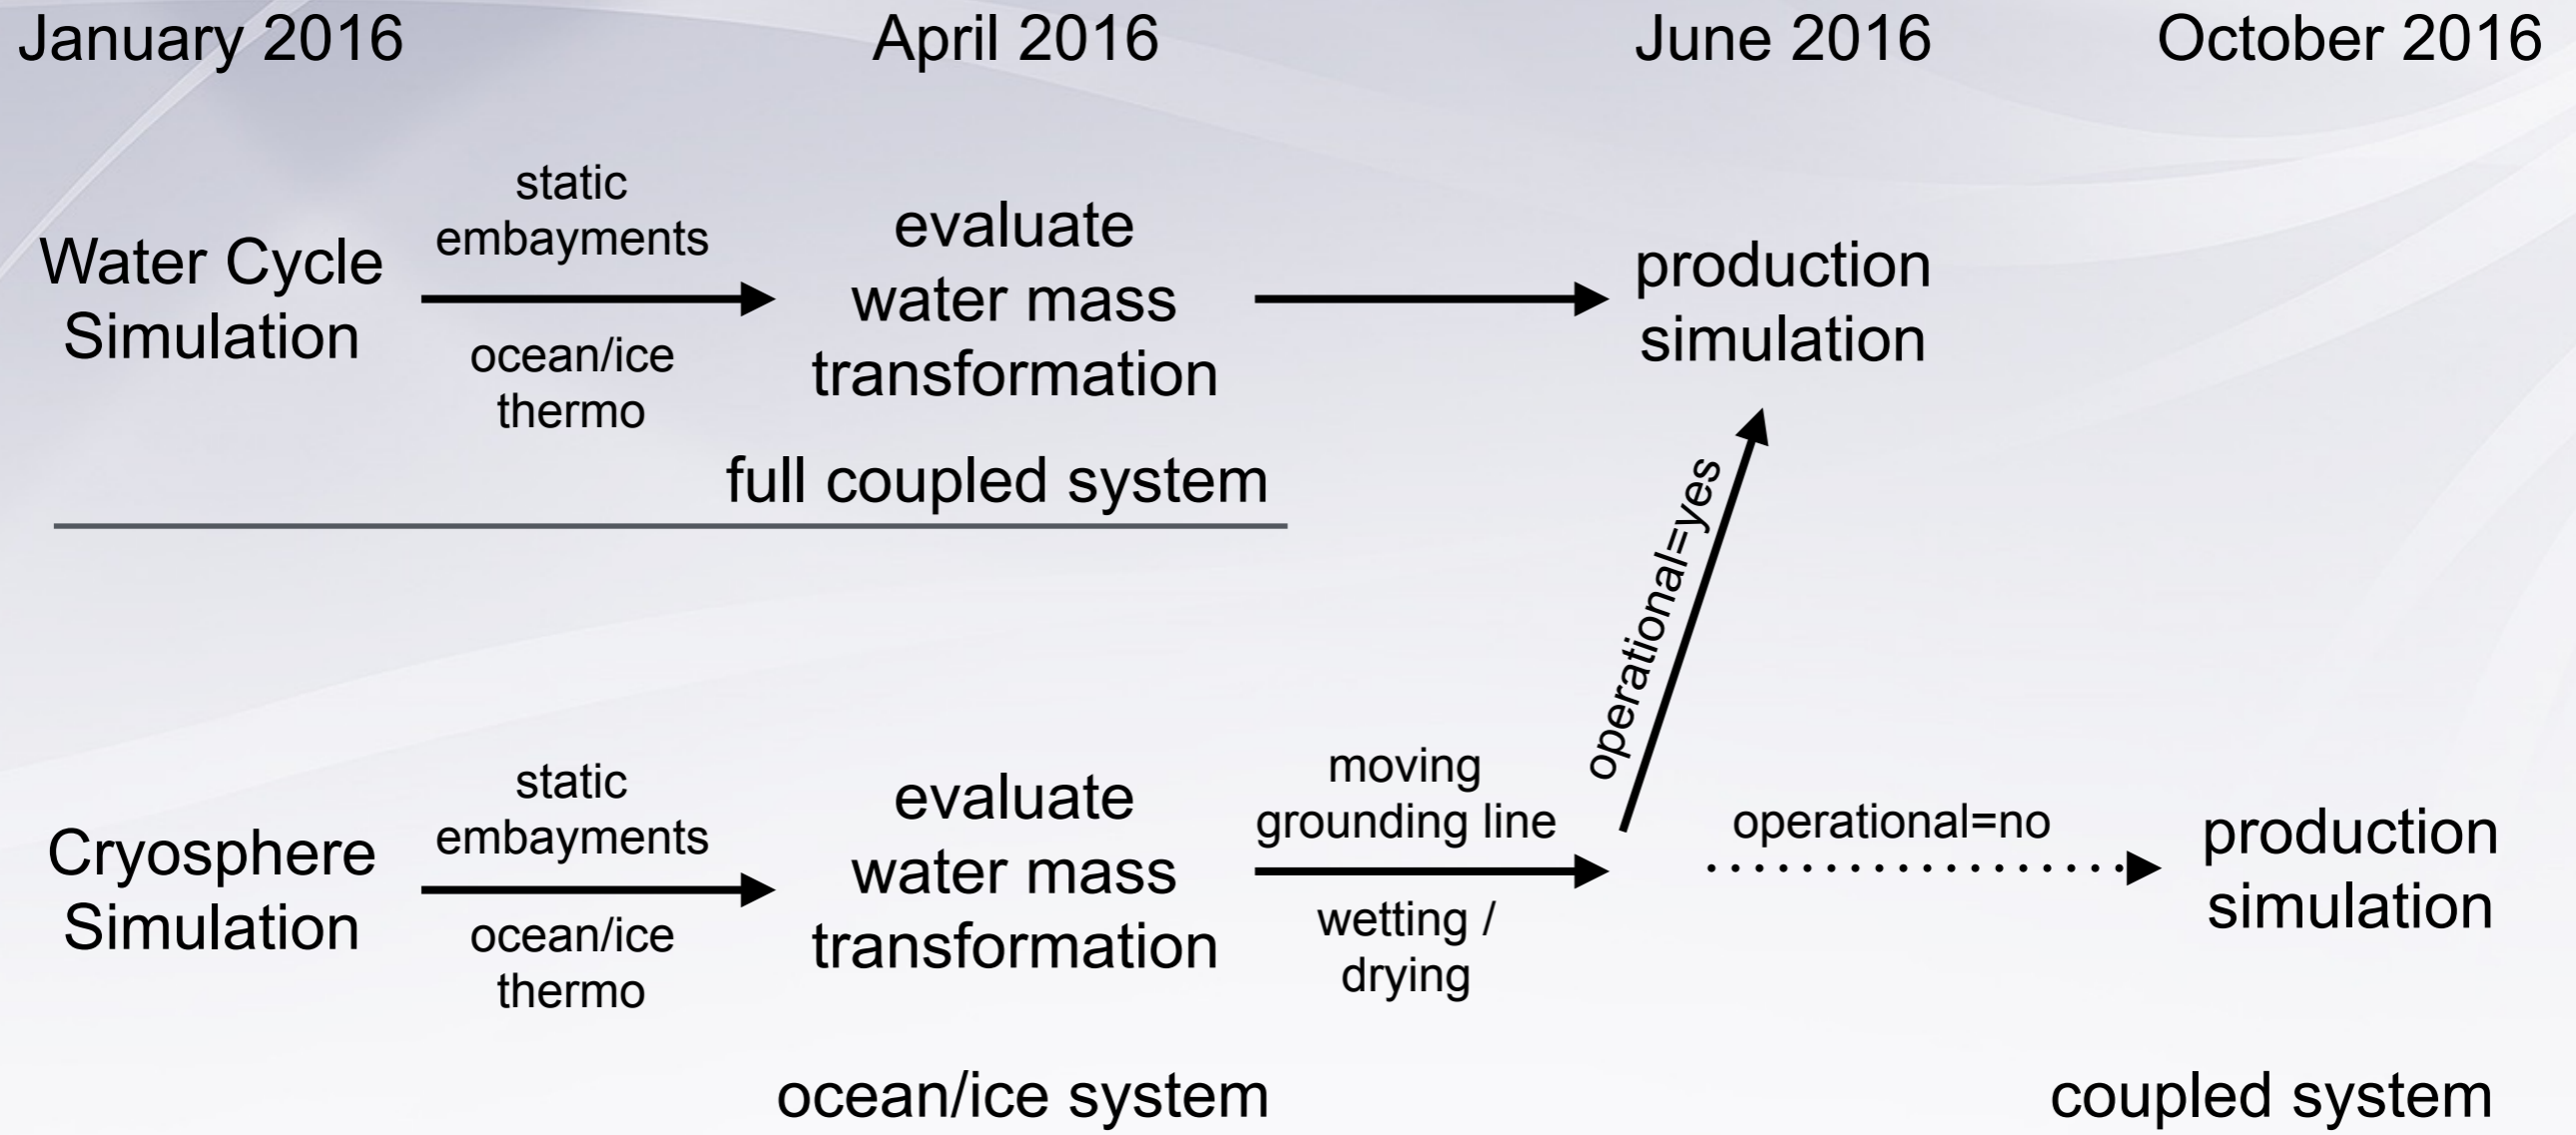 January 2016
April 2016
June 2016
October 2016
Water Cycle
Simulation
static
embayments
ocean/ice
thermo
evaluate
water mass
transformation
production
simulation
full coupled system
operational=yes
Cryosphere
Simulation
static
embayments
ocean/ice
thermo
evaluate
water mass
transformation
moving
grounding line
wetting /
drying
operational=no
production
simulation
ocean/ice system
coupled system